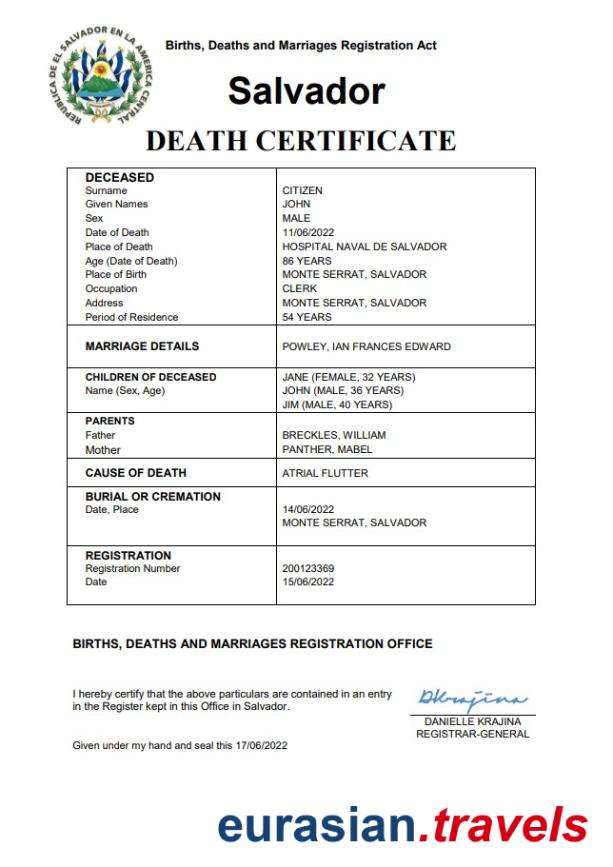 REPUBLICA DE EL SALVADOR EN LA AMERICA CENTRAL
Births, Deaths and Marriages Registration Act
Salvador
DEATH CERTIFICATE
DECEASED
Surname CITIZEN
Given Names JOHN
Sex MALE
Date of Death 11/06/2022
Place of Death HOSPITAL NAVAL DE SALVADOR
Age (Date of Death) 86 YEARS
Place of Birth MONTE SERRAT, SALVADOR
Occupation CLERK
Address MONTE SERRAT, SALVADOR
Period of Residence 54 YEARS
MARRIAGE DETAILS POWLEY, IAN FRANCES EDWARD
CHILDREN OF DECEASED JANE (FEMALE, 32 YEARS)
Name (Sex, Age) JOHN (MALE, 36 YEARS)
JIM (MALE, 40 YEARS)
PARENTS
Father BRECKLES, WILLIAM
Mother PANTHER, MABEL
CAUSE OF DEATH ATRIAL FLUTTER
BURIAL OR CREMATION
Date, Place 14/06/2022
MONTE SERRAT, SALVADOR
REGISTRATION
Registration Number 200123369
Date 15/06/2022
BIRTHS, DEATHS AND MARRIAGES REGISTRATION OFFICE
I hereby certify that the above particulars are contained in an entry
in the Register kept in this Office in Salvador.
DKrajina
DANIELLE KRAJINA
REGISTRAR-GENERAL
Given under my hand and seal this 17/06/2022
eurasian.travels